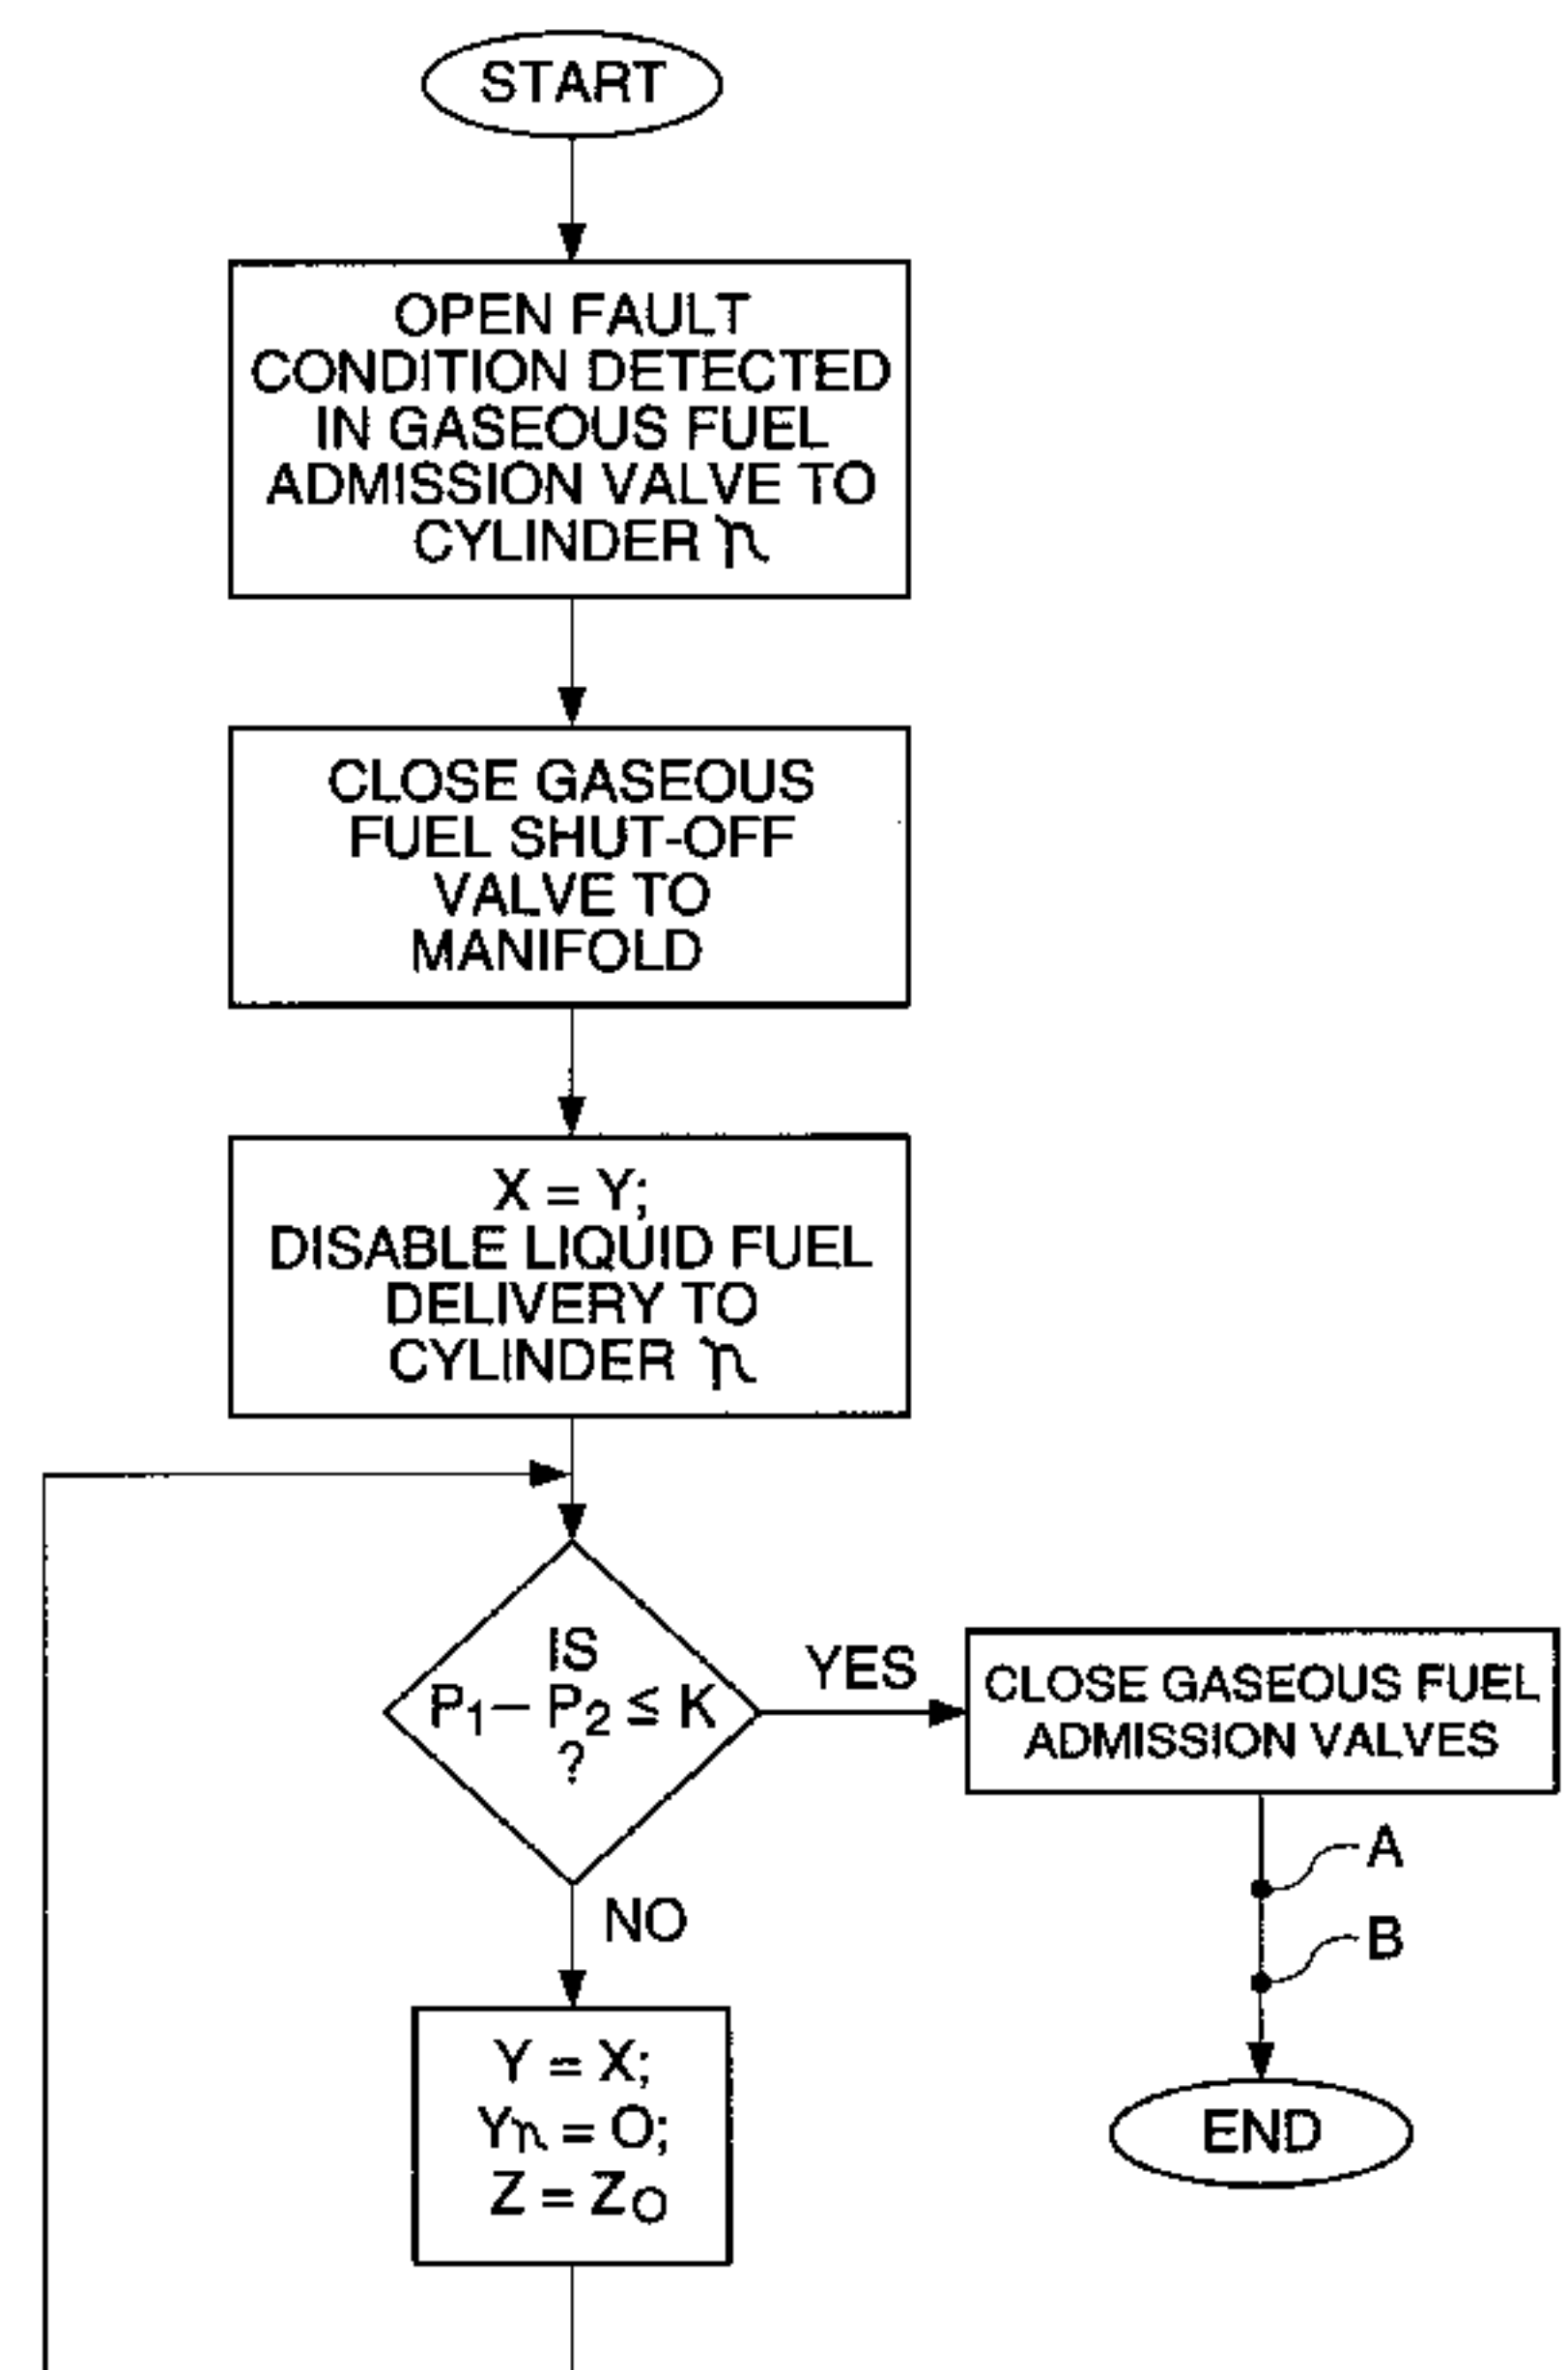 START
OPEN FAULT
CONDITION DETECTED
IN GASEOUS FUEL
ADMISSION VALVE TO
CYLINDER n
CLOSE GASEOUS
FUEL SHUT-OFF
VALVE TO
MANIFOLD
X = Y;
DISABLE LIQUID FUEL
DELIVERY TO
CYLINDER n
IS
P₁– P₂ ≤ K
?
YES
CLOSE GASEOUS FUEL
ADMISSION VALVES
A
B
END
NO
Y = X;
Yn = O;
Z = ZO